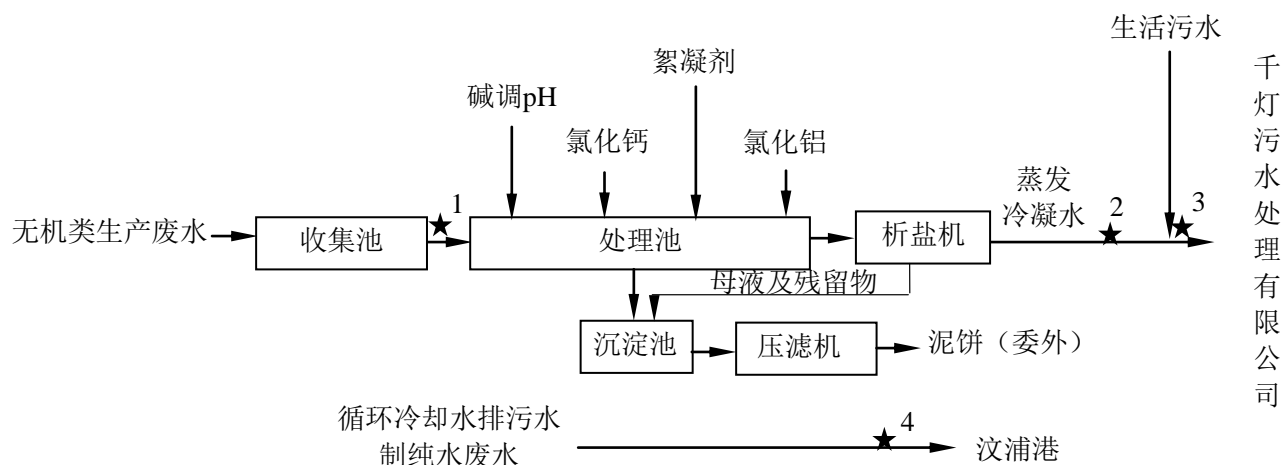 生活污水
絮凝剂
碱调pH
氯化钙
氯化铝
蒸发
冷凝水
1
2
3
无机类生产废水
收集池
处理池
析盐机
千灯污水处理有限公司
母液及残留物
沉淀池
压滤机
泥饼（委外）
循环冷却水排污水
制纯水废水
4
汶浦港